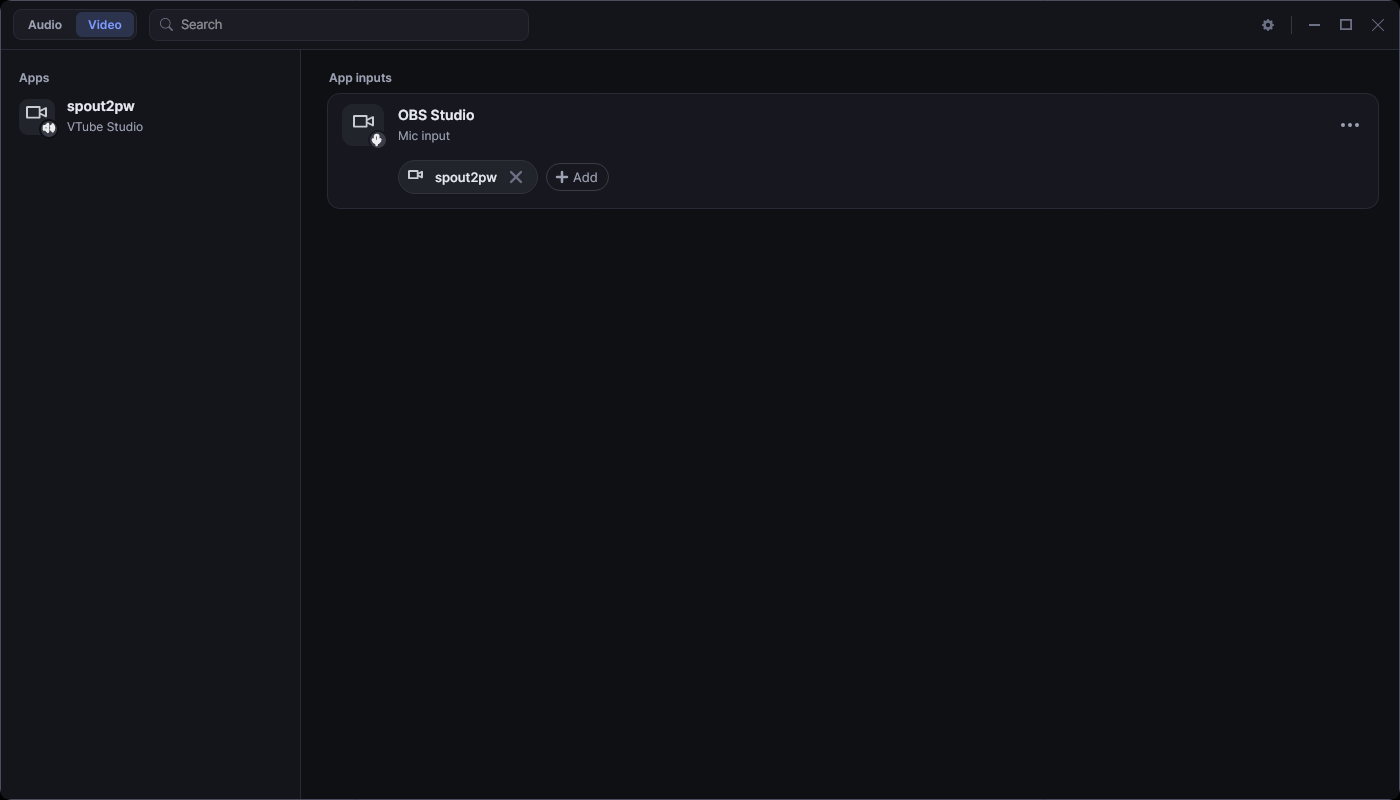 Audio Video Search
Apps
spout2pw
VTube Studio
App inputs
OBS Studio
Mic input
spout2pw Add